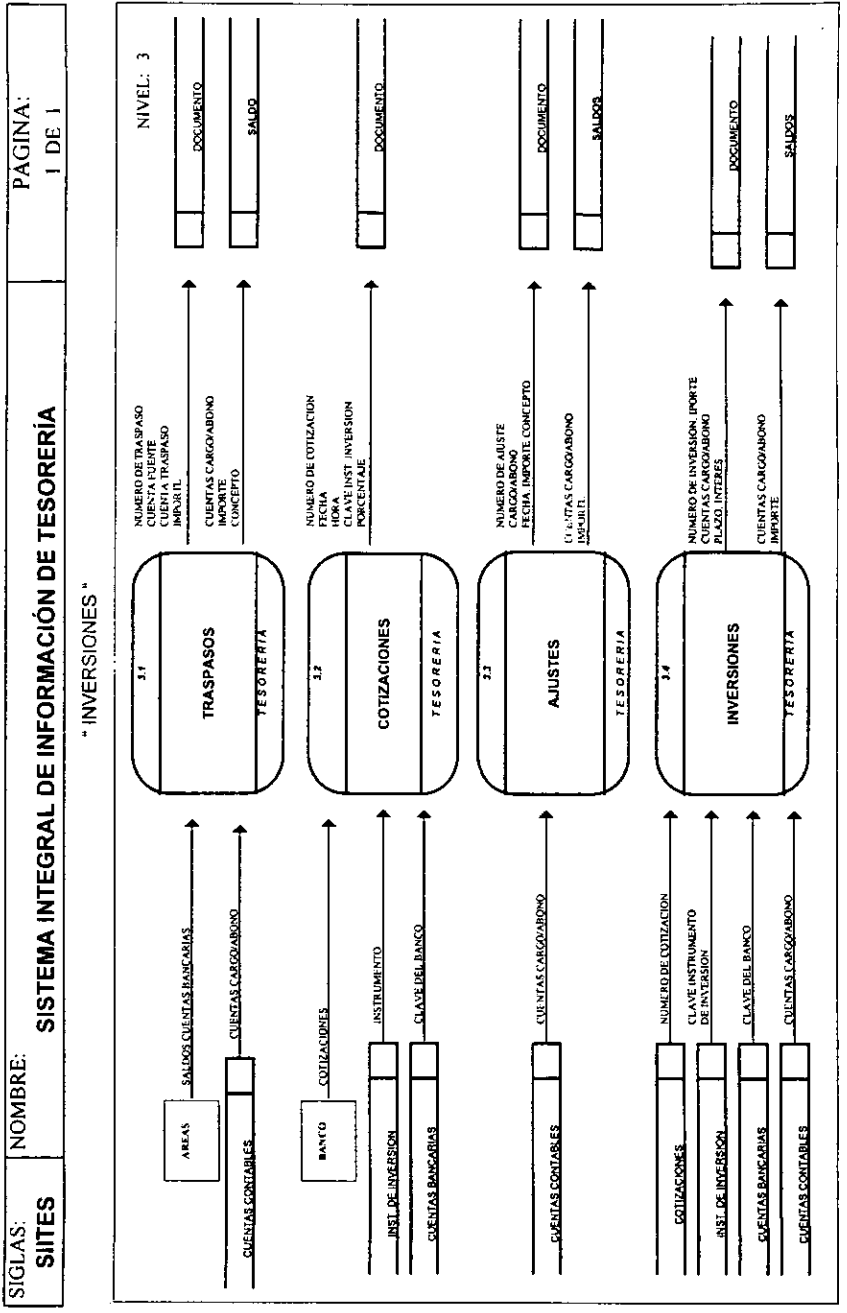 SIGLAS:
SIITES
NOMBRE:
SISTEMA INTEGRAL DE INFORMACIÓN DE TESORERÍA
PÁGINA:
1 DE 1
" INVERSIONES "
NIVEL: 3
AREAS
SALDOS CUENTAS BANCARIAS
CUENTAS CONTABLES
CUENTAS CARGO/ABONO
3.1
TRASPASOS
TESORERIA
NUMERO DE TRASPASO
CUENTA FUENTE
CUENTA TRASPASO
IMPORTE
DOCUMENTO
CUENTAS CARGO/ABONO
IMPORTE
CONCEPTO
SALDO
BANCO
COTIZACIONES
INST. DE INVERSION
INSTRUMENTO
CUENTAS BANCARIAS
CLAVE DEL BANCO
3.2
COTIZACIONES
TESORERIA
NUMERO DE COTIZACION
FECHA
HORA
CLAVE INST. INVERSION
PORCENTAJE
DOCUMENTO
CUENTAS CONTABLES
CUENTAS CARGO/ABONO
3.3
AJUSTES
TESORERIA
NUMERO DE AJUSTE
CARGO/ABONO
FECHA, IMPORTE CONCEPTO
DOCUMENTO
CUENTAS CARGO/ABONO
IMPORTE
SALDOS
COTIZACIONES
NUMERO DE COTIZACION
INST. DE INVERSION
CLAVE INSTRUMENTO
DE INVERSION
CUENTAS BANCARIAS
CLAVE DEL BANCO
CUENTAS CONTABLES
CUENTAS CARGO/ABONO
3.4
INVERSIONES
TESORERIA
NUMERO DE INVERSION, IPORTE
CUENTAS CARGO/ABONO
PLAZO, INTERES
DOCUMENTO
CUENTAS CARGO/ABONO
IMPORTE
SALDOS